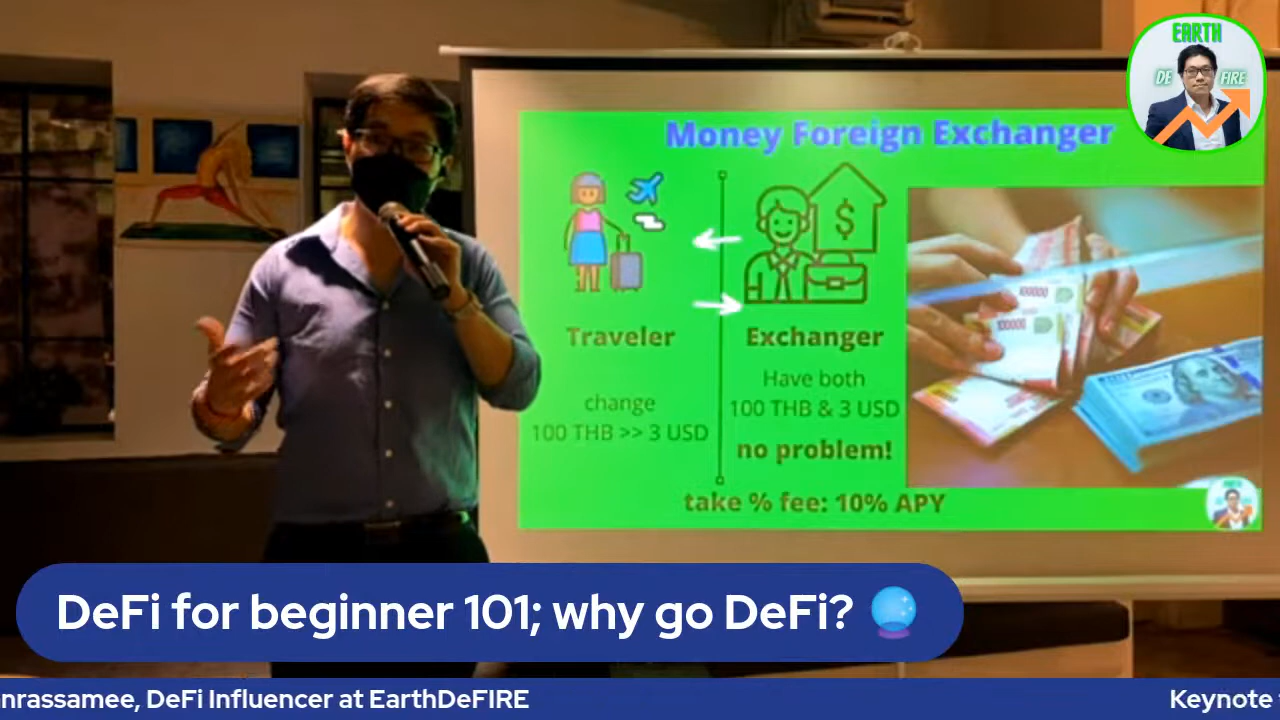 EARTH
DE FIRE
Money Foreign Exchanger
Traveler
Exchanger
change
100 THB >> 3 USD
Have both
100 THB & 3 USD
no problem!
take % fee: 10% APY
$
100000
100000
DeFi for beginner 101; why go DeFi? 🔮
nrassamee, DeFi Influencer at EarthDeFIRE
Keynote